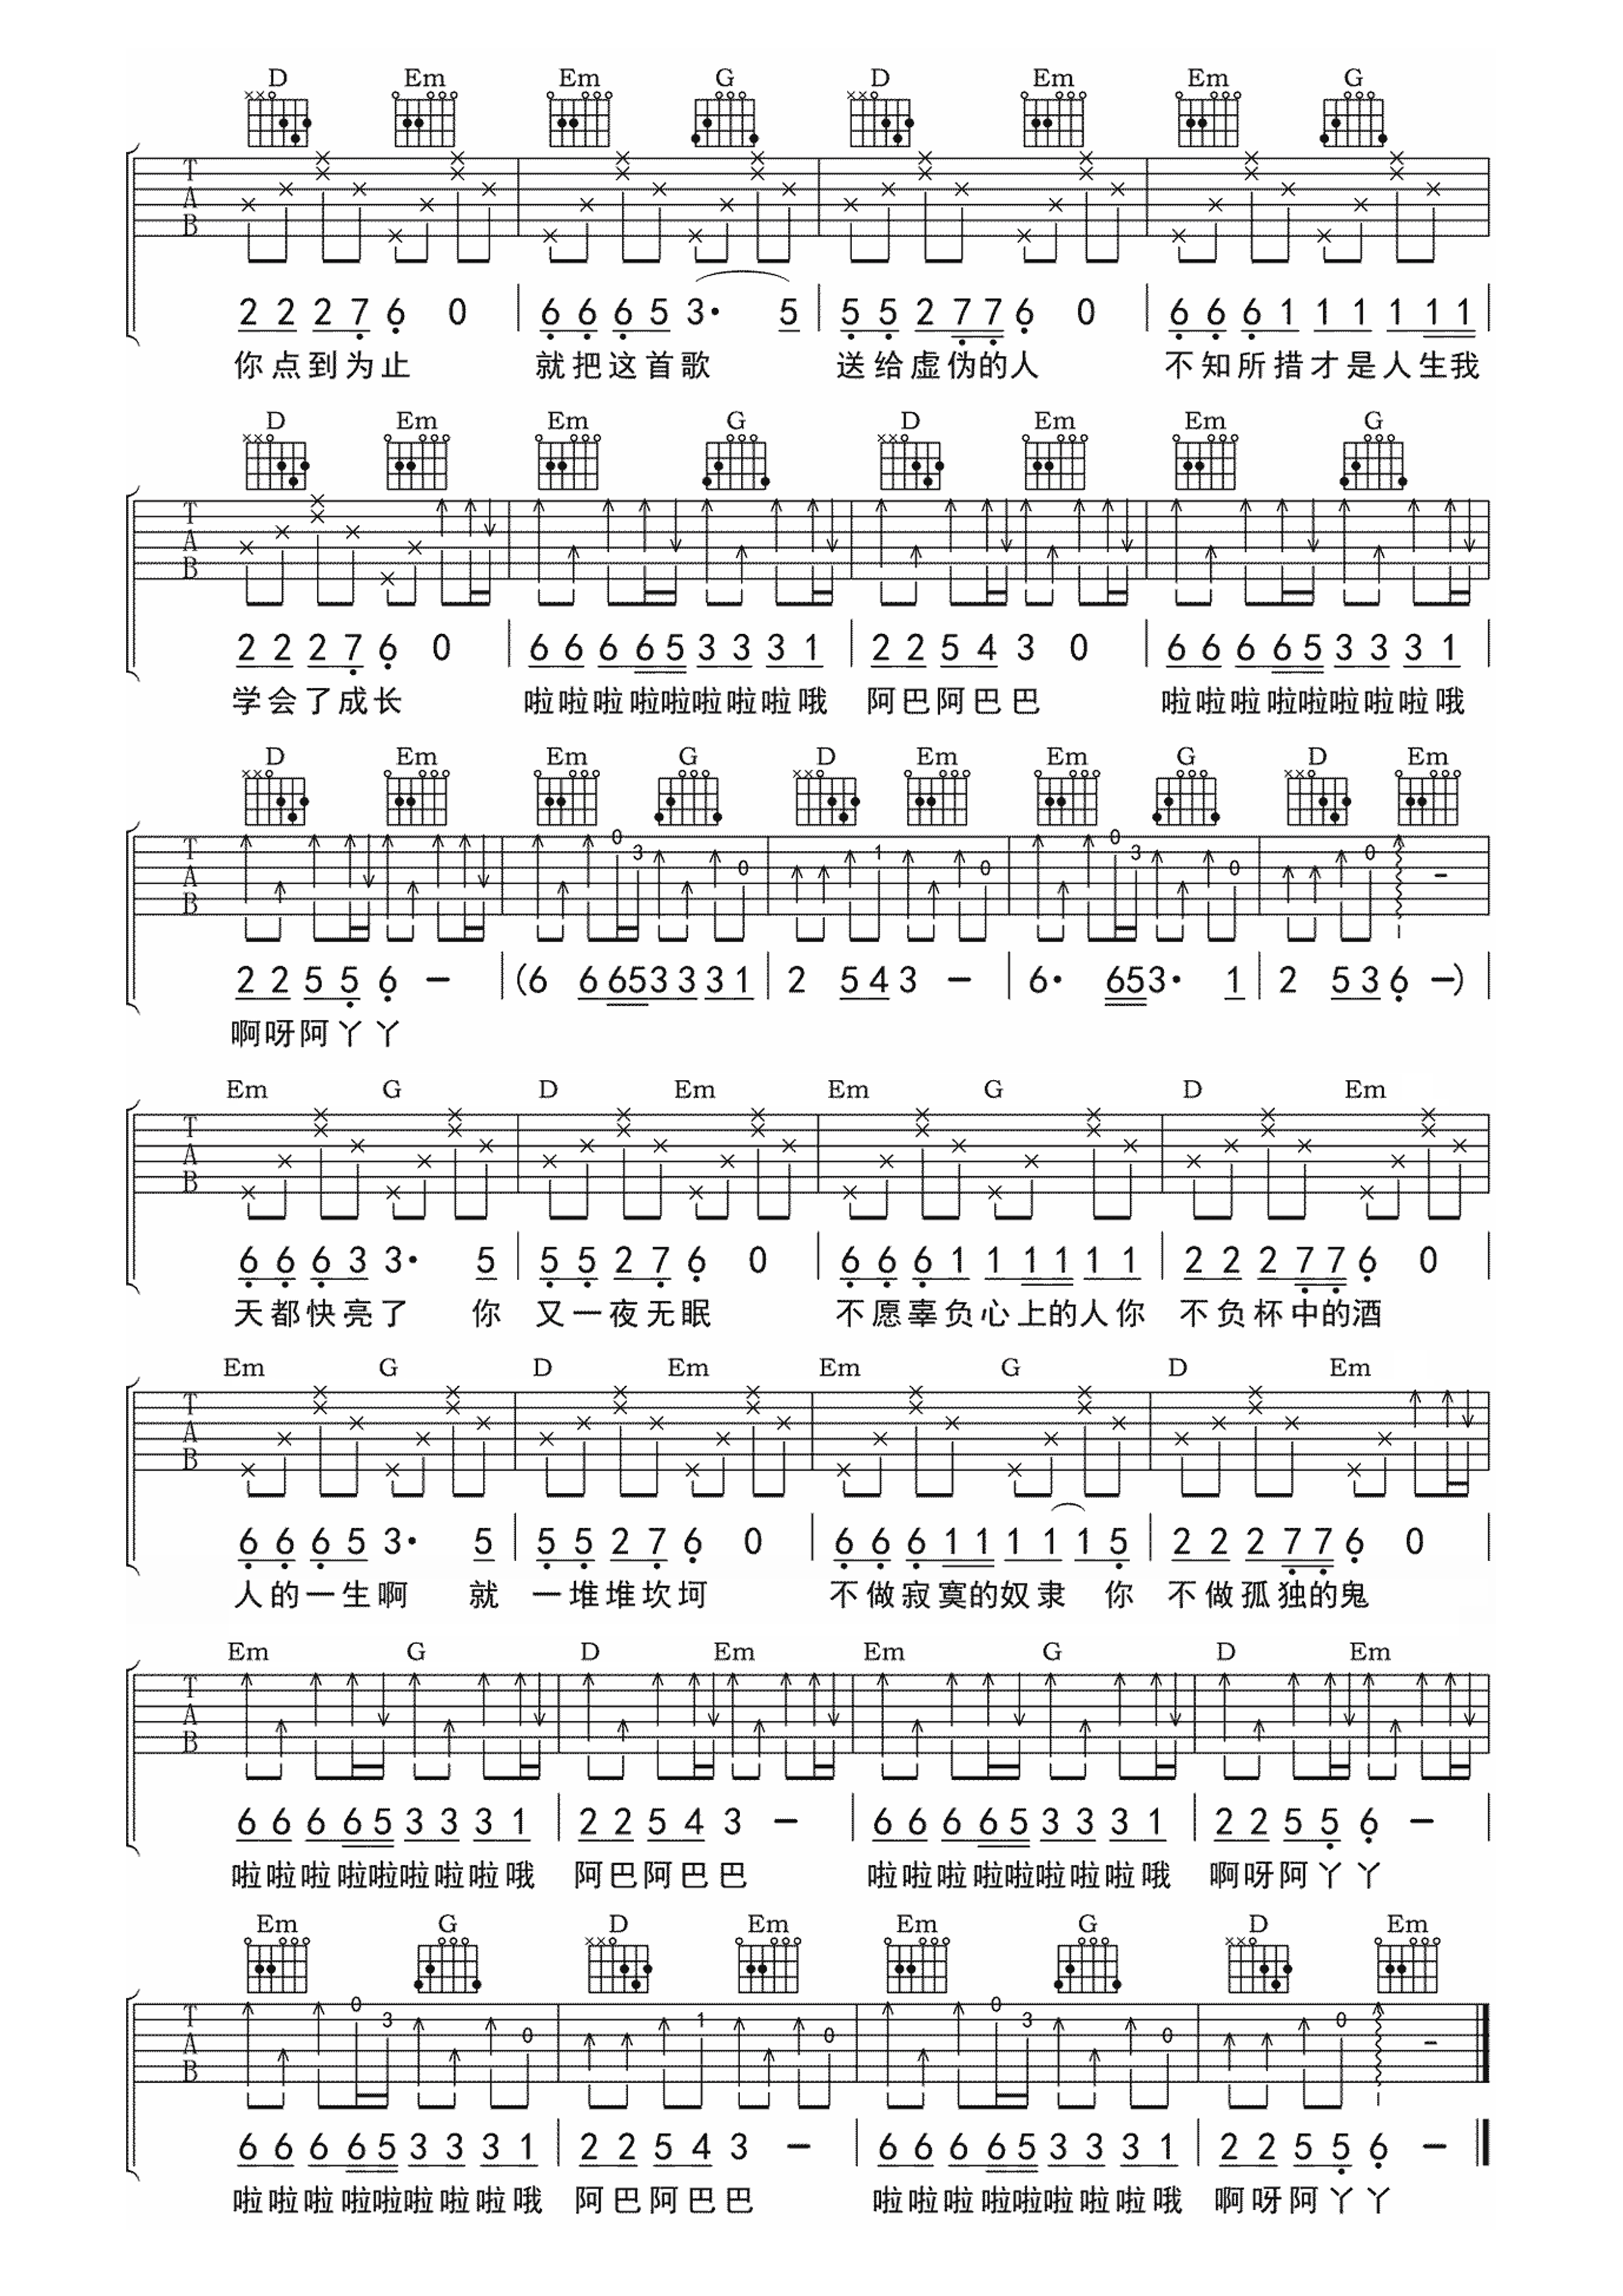 D Em Em G D Em Em G
T
A
B
2 2 2 7 6 0 6 6 6 5 3· 5 5 5 2 7 7 6 0 6 6 6 1 1 1 1 1 1
你点到为止 就把这首歌 送给虚伪的人 不知所措才是人生我
D Em Em G D Em Em G
T
A
B
2 2 2 7 6 0 6 6 6 6 5 3 3 3 1 2 2 5 4 3 0 6 6 6 6 5 3 3 3 1
学会了成长 啦啦啦啦啦啦啦啦哦 阿巴阿巴巴 啦啦啦啦啦啦啦啦哦
D Em Em G D Em Em G D Em
T
A
B
0 3 0 1 0 0 3 0 0 -
2 2 5 5 6 - (6 6 6 5 3 3 3 1 2 5 4 3 - 6· 6 5 3· 1 2 5 3 6 -)
啊呀阿丫丫
Em G D Em Em G D Em
T
A
B
6 6 6 3 3· 5 5 5 2 7 6 0 6 6 6 1 1 1 1 1 1 2 2 2 7 7 6 0
天都快亮了 你 又一夜无眠 不愿辜负心上的人你 不负杯中的酒
Em G D Em Em G D Em
T
A
B
6 6 6 5 3· 5 5 5 2 7 6 0 6 6 6 1 1 1 1 1 5 2 2 2 7 7 6 0
人的一生啊 就 一堆堆坎坷 不做寂寞的奴隶 你 不做孤独的鬼
Em G D Em Em G D Em
T
A
B
6 6 6 6 5 3 3 3 1 2 2 5 4 3 - 6 6 6 6 5 3 3 3 1 2 2 5 5 6 -
啦啦啦啦啦啦啦啦哦 阿巴阿巴巴 啦啦啦啦啦啦啦啦哦 啊呀阿丫丫
Em G D Em Em G D Em
T
A
B
0 3 0 1 0 0 3 0 0 -
6 6 6 6 5 3 3 3 1 2 2 5 4 3 - 6 6 6 6 5 3 3 3 1 2 2 5 5 6 -
啦啦啦啦啦啦啦啦哦 阿巴阿巴巴 啦啦啦啦啦啦啦啦哦 啊呀阿丫丫